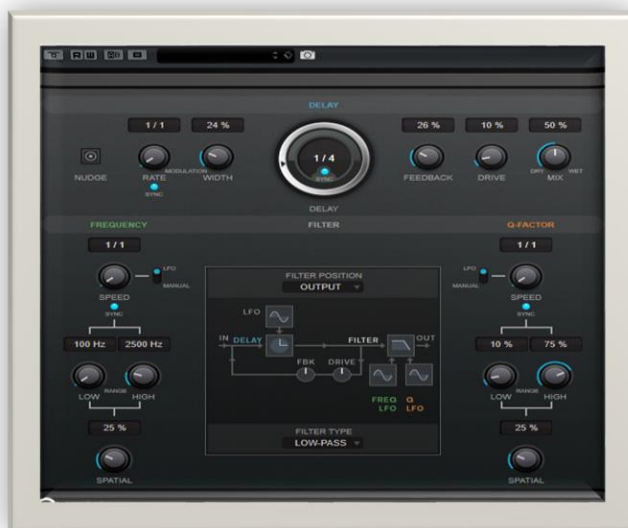 R W
DELAY
1 / 1 24 % 26 % 10 % 50 %
1 / 4
SYNC
NUDGE RATE MODULATION WIDTH FEEDBACK DRIVE DRY MIX WET
SYNC
DELAY
FREQUENCY FILTER Q-FACTOR
1 / 1 1 / 1
LFO LFO
MANUAL MANUAL
SPEED SPEED
SYNC SYNC
FILTER POSITION
OUTPUT
LFO
IN DELAY FILTER OUT
FBK DRIVE
FREQ Q
LFO LFO
FILTER TYPE
LOW-PASS
100 Hz 2500 Hz 10 % 75 %
LOW RANGE HIGH LOW RANGE HIGH
25 % 25 %
SPATIAL SPATIAL